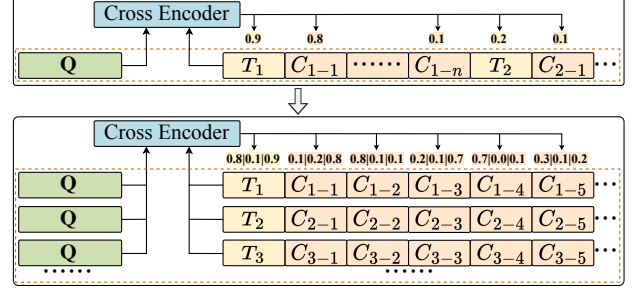 Cross Encoder
0.9 0.8 0.1 0.2 0.1
Q T₁ C₁₋₁ ······ C₁₋ₙ T₂ C₂₋₁ ···
Cross Encoder
0.8|0.1|0.9 0.1|0.2|0.8 0.8|0.1|0.1 0.2|0.1|0.7 0.7|0.0|0.1 0.3|0.1|0.2
Q T₁ C₁₋₁ C₁₋₂ C₁₋₃ C₁₋₄ C₁₋₅ ···
Q T₂ C₂₋₁ C₂₋₂ C₂₋₃ C₂₋₄ C₂₋₅ ···
Q T₃ C₃₋₁ C₃₋₂ C₃₋₃ C₃₋₄ C₃₋₅ ···
······ ······